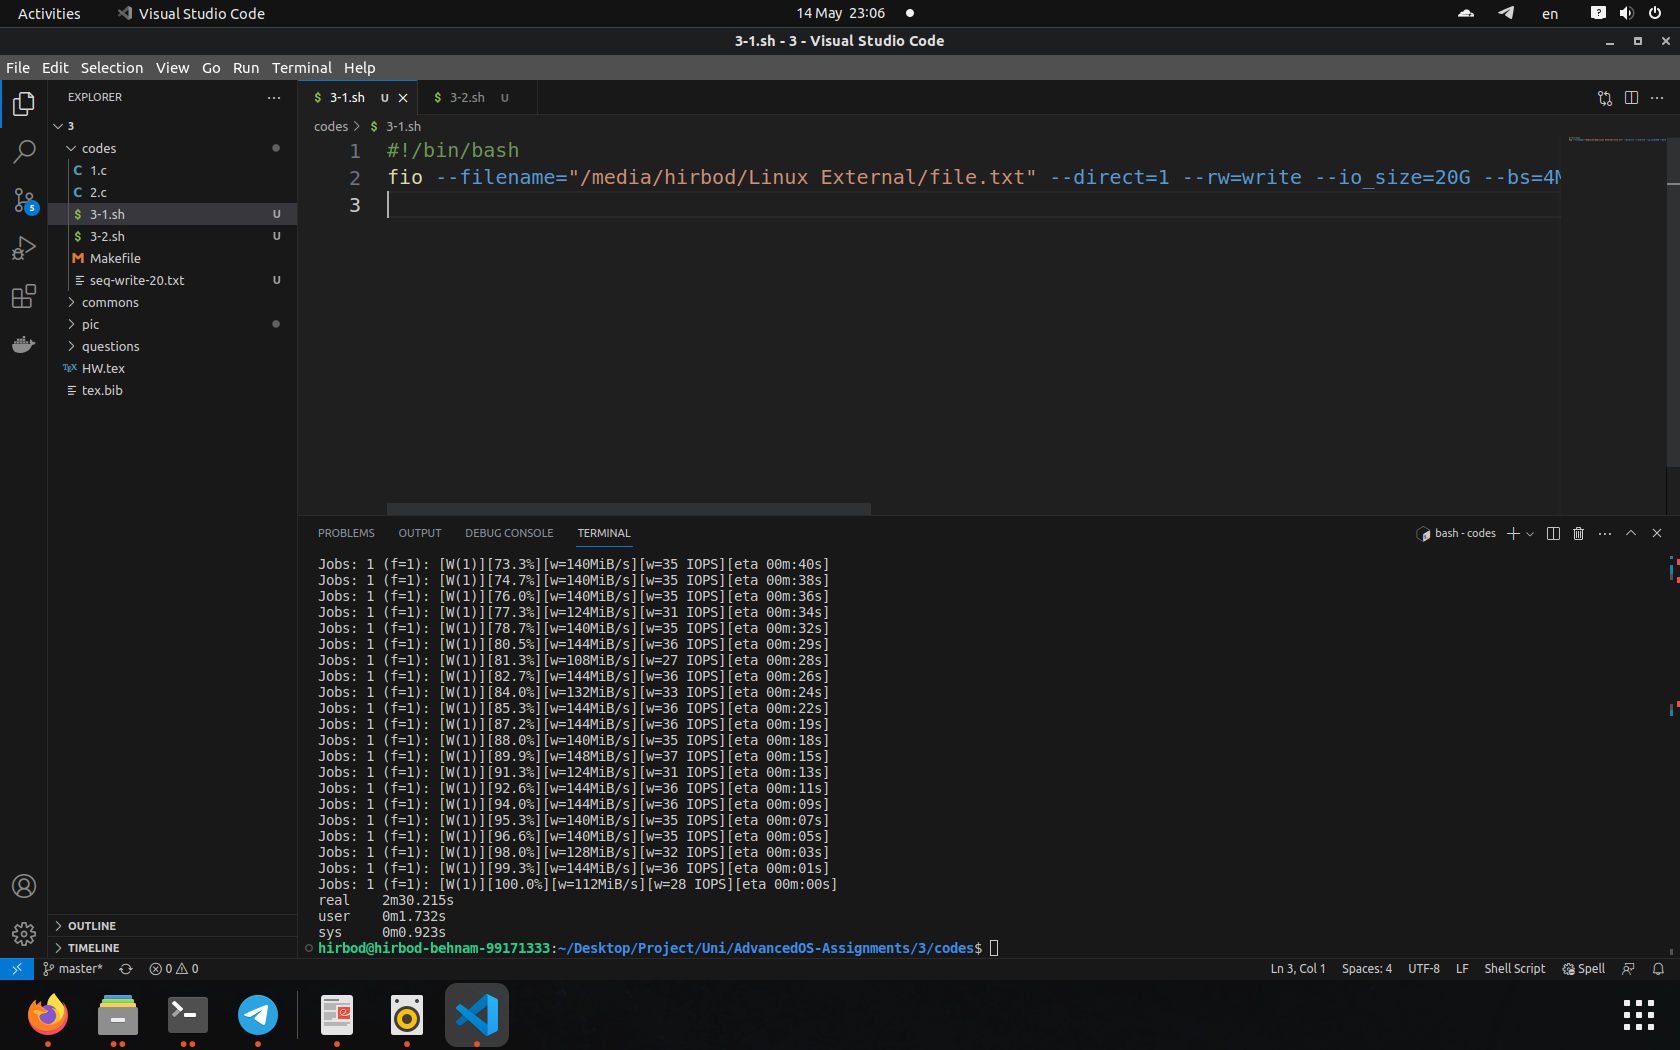 Activities Visual Studio Code 14 May 23:06 en
3-1.sh - 3 - Visual Studio Code
File Edit Selection View Go Run Terminal Help
EXPLORER ···
3
codes
C 1.c
C 2.c
$ 3-1.sh U
$ 3-2.sh U
M Makefile
seq-write-20.txt U
commons
pic
questions
TEX HW.tex
tex.bib
OUTLINE
TIMELINE
5
$ 3-1.sh U $ 3-2.sh U
codes > $ 3-1.sh
1 #!/bin/bash
2 fio --filename="/media/hirbod/Linux External/file.txt" --direct=1 --rw=write --io_size=20G --bs=4M
3
PROBLEMS OUTPUT DEBUG CONSOLE TERMINAL bash - codes
Jobs: 1 (f=1): [W(1)][73.3%][w=140MiB/s][w=35 IOPS][eta 00m:40s]
Jobs: 1 (f=1): [W(1)][74.7%][w=140MiB/s][w=35 IOPS][eta 00m:38s]
Jobs: 1 (f=1): [W(1)][76.0%][w=140MiB/s][w=35 IOPS][eta 00m:36s]
Jobs: 1 (f=1): [W(1)][77.3%][w=124MiB/s][w=31 IOPS][eta 00m:34s]
Jobs: 1 (f=1): [W(1)][78.7%][w=140MiB/s][w=35 IOPS][eta 00m:32s]
Jobs: 1 (f=1): [W(1)][80.5%][w=144MiB/s][w=36 IOPS][eta 00m:29s]
Jobs: 1 (f=1): [W(1)][81.3%][w=108MiB/s][w=27 IOPS][eta 00m:28s]
Jobs: 1 (f=1): [W(1)][82.7%][w=144MiB/s][w=36 IOPS][eta 00m:26s]
Jobs: 1 (f=1): [W(1)][84.0%][w=132MiB/s][w=33 IOPS][eta 00m:24s]
Jobs: 1 (f=1): [W(1)][85.3%][w=144MiB/s][w=36 IOPS][eta 00m:22s]
Jobs: 1 (f=1): [W(1)][87.2%][w=144MiB/s][w=36 IOPS][eta 00m:19s]
Jobs: 1 (f=1): [W(1)][88.0%][w=140MiB/s][w=35 IOPS][eta 00m:18s]
Jobs: 1 (f=1): [W(1)][89.9%][w=148MiB/s][w=37 IOPS][eta 00m:15s]
Jobs: 1 (f=1): [W(1)][91.3%][w=124MiB/s][w=31 IOPS][eta 00m:13s]
Jobs: 1 (f=1): [W(1)][92.6%][w=144MiB/s][w=36 IOPS][eta 00m:11s]
Jobs: 1 (f=1): [W(1)][94.0%][w=144MiB/s][w=36 IOPS][eta 00m:09s]
Jobs: 1 (f=1): [W(1)][95.3%][w=140MiB/s][w=35 IOPS][eta 00m:07s]
Jobs: 1 (f=1): [W(1)][96.6%][w=140MiB/s][w=35 IOPS][eta 00m:05s]
Jobs: 1 (f=1): [W(1)][98.0%][w=128MiB/s][w=32 IOPS][eta 00m:03s]
Jobs: 1 (f=1): [W(1)][99.3%][w=144MiB/s][w=36 IOPS][eta 00m:01s]
Jobs: 1 (f=1): [W(1)][100.0%][w=112MiB/s][w=28 IOPS][eta 00m:00s]
real 2m30.215s
user 0m1.732s
sys 0m0.923s
hirbod@hirbod-behnam-99171333:~/Desktop/Project/Uni/AdvancedOS-Assignments/3/codes$
master* 0 0 Ln 3, Col 1 Spaces: 4 UTF-8 LF Shell Script Spell